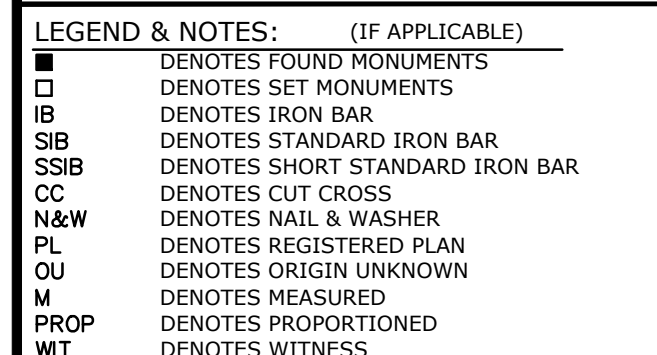 LEGEND & NOTES: (IF APPLICABLE)
■ DENOTES FOUND MONUMENTS
□ DENOTES SET MONUMENTS
IB DENOTES IRON BAR
SIB DENOTES STANDARD IRON BAR
SSIB DENOTES SHORT STANDARD IRON BAR
CC DENOTES CUT CROSS
N&W DENOTES NAIL & WASHER
PL DENOTES REGISTERED PLAN
OU DENOTES ORIGIN UNKNOWN
M DENOTES MEASURED
PROP DENOTES PROPORTIONED
WIT DENOTES WITNESS